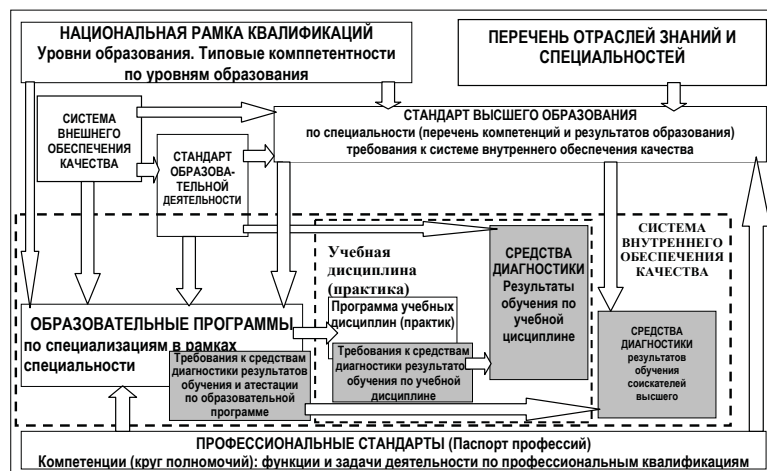 НАЦИОНАЛЬНАЯ РАМКА КВАЛИФИКАЦИЙ
Уровни образования. Типовые комппетентности
по уровням образования
ПЕРЕЧЕНЬ ОТРАСЛЕЙ ЗНАНИЙ И
СПЕЦИАЛЬНОСТЕЙ
СИСТЕМА
ВНЕШНЕГО
ОБЕСПЕЧЕНИЯ
КАЧЕСТВА
СТАНДАРТ
ОБРАЗОВА-
ТЕЛЬНОЙ
ДЕЯТЕЛЬНОСТИ
СТАНДАРТ ВЫСШЕГО ОБРАЗОВАНИЯ
по специальности (перечень компетенций и результатов образования)
требования к системе внутреннего обеспечения качества
Учебная
дисциплина
(практика)
СРЕДСТВА
ДИАГНОСТИКИ
Результаты
обучения по
учебной
цисциплине
СИСТЕМА
ВНУТРЕННЕГО
ОБЕСПЕЧЕНИЯ
КАЧЕСТВА
ОБРАЗОВАТЕЛЬНЫЕ ПРОГРАММЫ
по специализациям в рамках
специальности
Программа учебных
дисциплин (практик)
Требования к средствам
диагностики результатов
обучения и атестации
по образовательной
программе
Требования к средствам
диагностики результатов
обучения по учебной
дисциплине
СРЕДСТВА
ДИАГНОСТИКИ
результатов
обучения
соискателей
высшего
ПРОФЕССИОНАЛЬНЫЕ СТАНДАРТЫ (Паспорт профессий)
Компетенции (круг полномочий): функции и задачи деятельности по профессиональным квалификациям